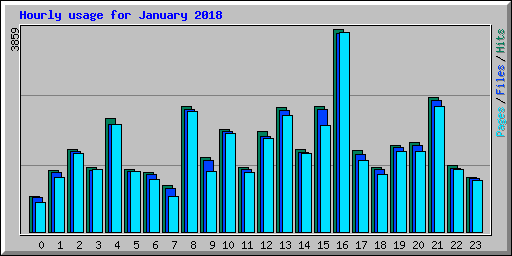 Hourly usage for January 2018
3859
Pages / Files / Hits
0 1 2 3 4 5 6 7 8 9 10 11 12 13 14 15 16 17 18 19 20 21 22 23